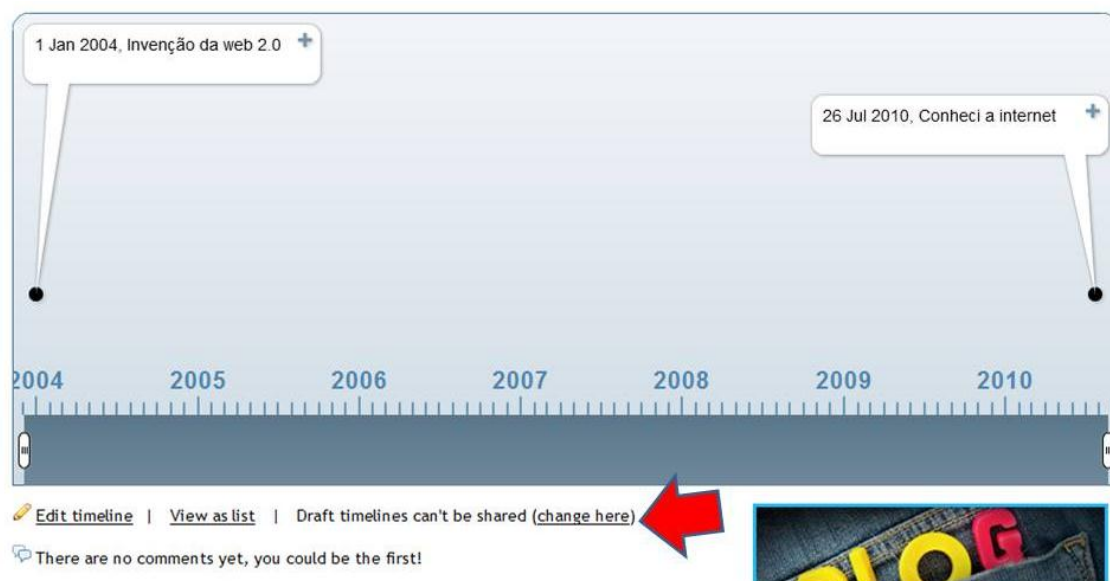 1 Jan 2004, Invenção da web 2.0 +
26 Jul 2010, Conheci a internet +
2004 2005 2006 2007 2008 2009 2010
Edit timeline | View as list | Draft timelines can't be shared (change here)
There are no comments yet, you could be the first!
BLOG